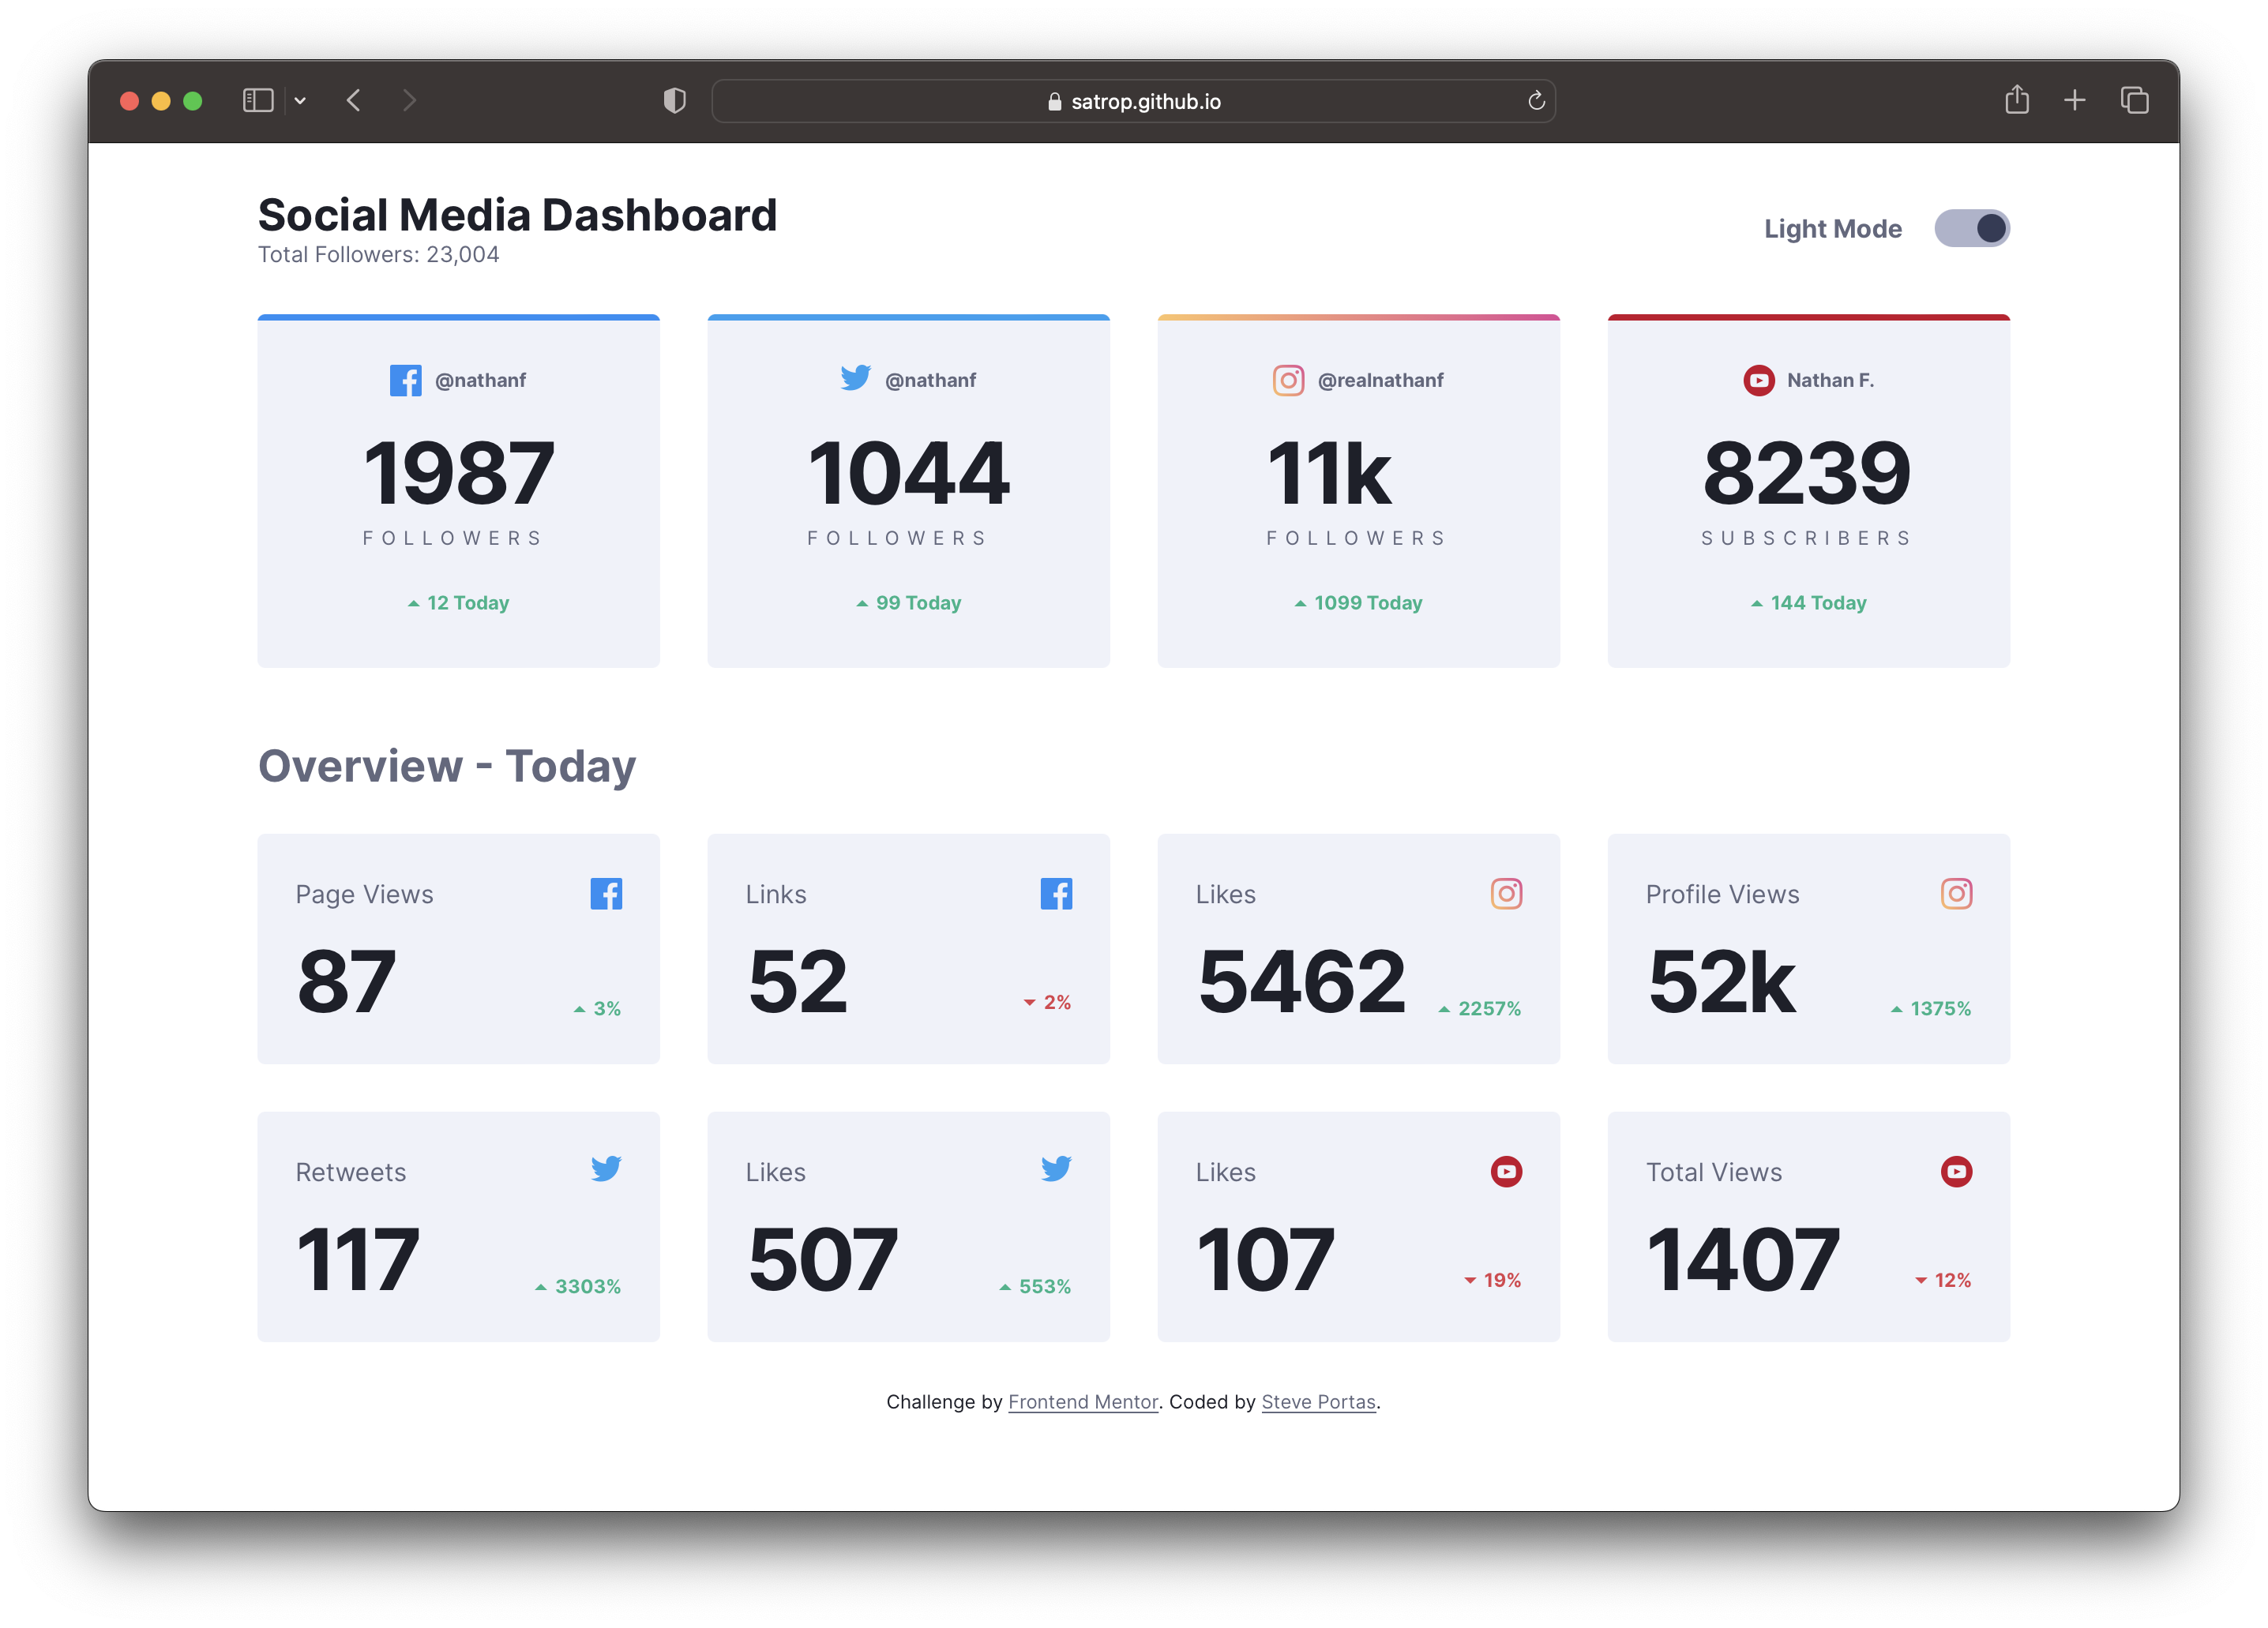 satrop.github.io
Social Media Dashboard
Total Followers: 23,004
Light Mode
@nathanf
1987
FOLLOWERS
12 Today
@nathanf
1044
FOLLOWERS
99 Today
@realnathanf
11k
FOLLOWERS
1099 Today
Nathan F.
8239
SUBSCRIBERS
144 Today
Overview - Today
Page Views
87
3%
Links
52
2%
Likes
5462
2257%
Profile Views
52k
1375%
Retweets
117
3303%
Likes
507
553%
Likes
107
19%
Total Views
1407
12%
Challenge by Frontend Mentor. Coded by Steve Portas.